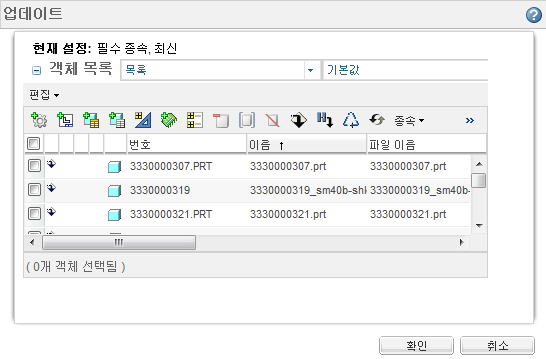 업데이트
현재 설정: 필수 종속, 최신
객체 목록 목록 기본값
편집
종속 »
번호 이름 ↑ 파일 이름
3330000307.PRT 3330000307.prt 3330000307.prt
3330000319 3330000319_sm40b-shl 3330000319_sm40b-
3330000321.PRT 3330000321.prt 3330000321.prt
( 0개 객체 선택됨 )
확인 취소